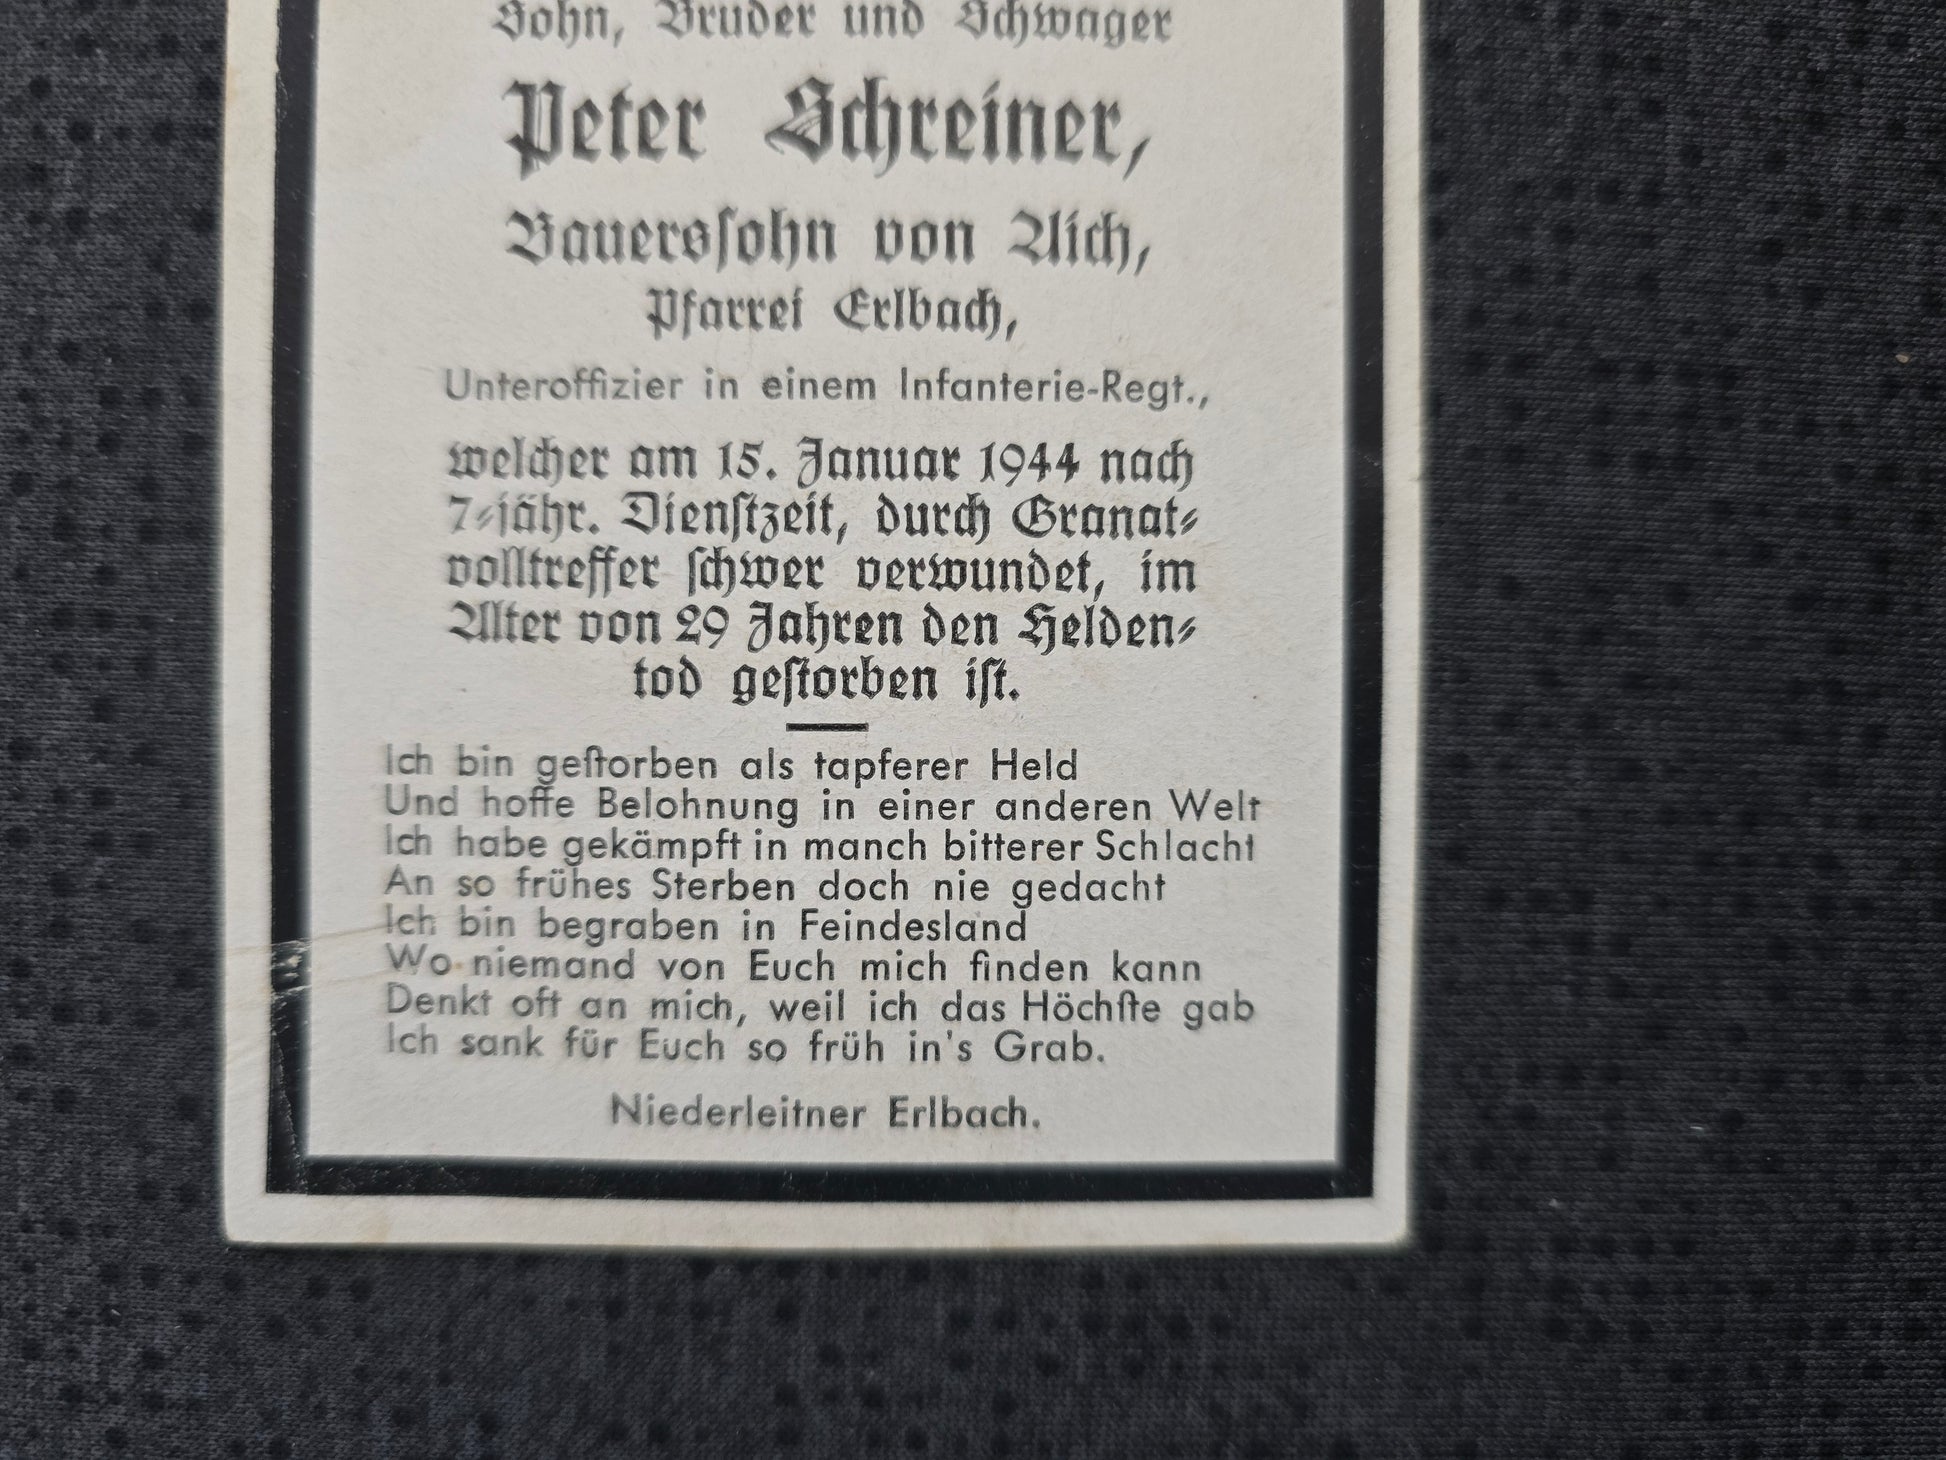 Sohn, Bruder und Schwager
Peter Schreiner,
Bauerssohn von Aich,
Pfarrei Erlbach,
Unteroffizier in einem Infanterie-Regt.,
welcher am 15. Januar 1944 nach
7-jähr. Dienstzeit, durch Granat-
volltreffer schwer verwundet, im
Alter von 29 Jahren den Helden-
tod gestorben ist.
Ich bin gestorben als tapferer Held
Und hoffe Belohnung in einer anderen Welt
Ich habe gekämpft in manch bitterer Schlacht
An so frühes Sterben doch nie gedacht
Ich bin begraben in Feindesland
Wo niemand von Euch mich finden kann
Denkt oft an mich, weil ich das Höchste gab
Ich sank für Euch so früh in's Grab.
Niederleitner Erlbach.